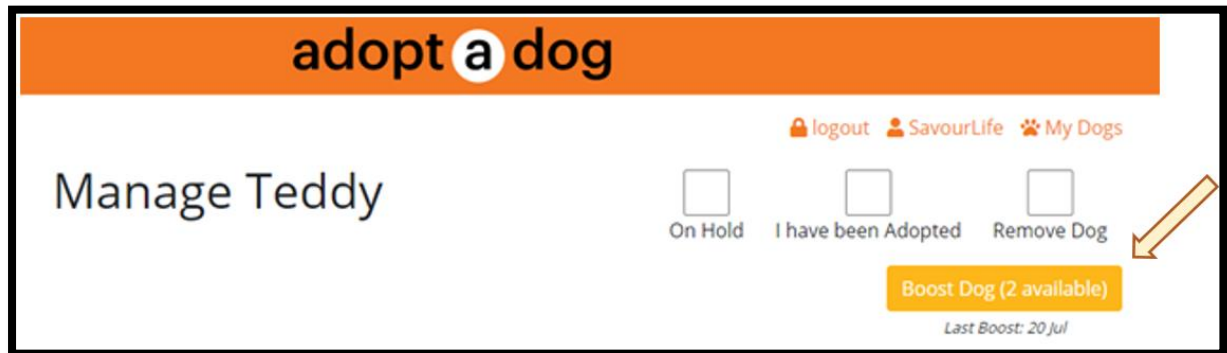 adopt a dog
logout SavourLife My Dogs
Manage Teddy
On Hold I have been Adopted Remove Dog
Boost Dog (2 available)
Last Boost: 20 Jul